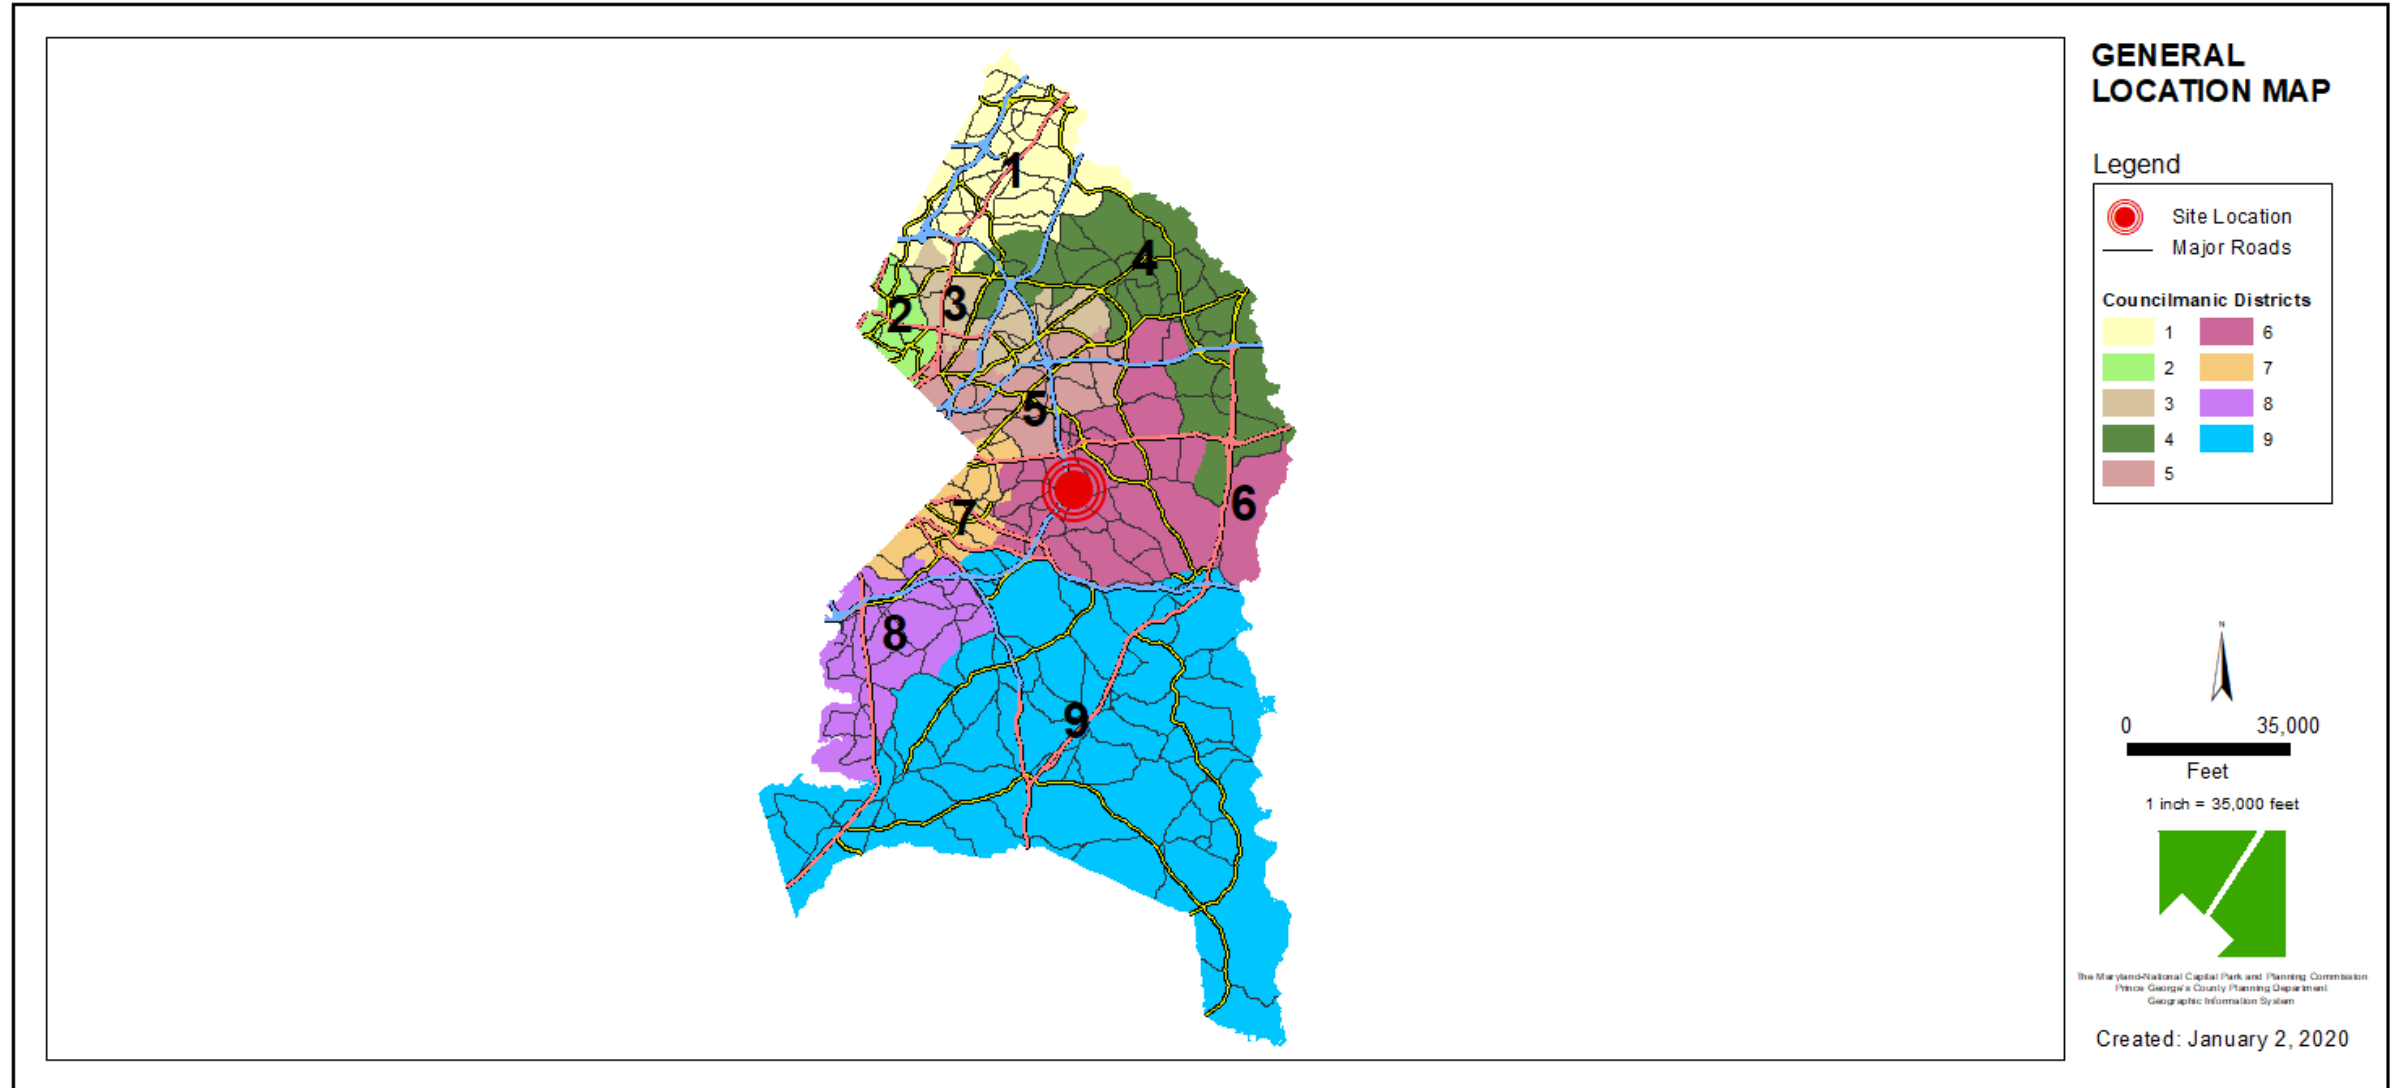 GENERAL
LOCATION MAP
Legend
Site Location
Major Roads
Councilmanic Districts
1 6
2 7
3 8
4 9
5
1
4
2
3
5
6
7
8
9
N
0 35,000
Feet
1 inch = 35,000 feet
The Maryland-National Capital Park and Planning Commission
Prince George's County Planning Department
Geographic Information System
Created: January 2, 2020